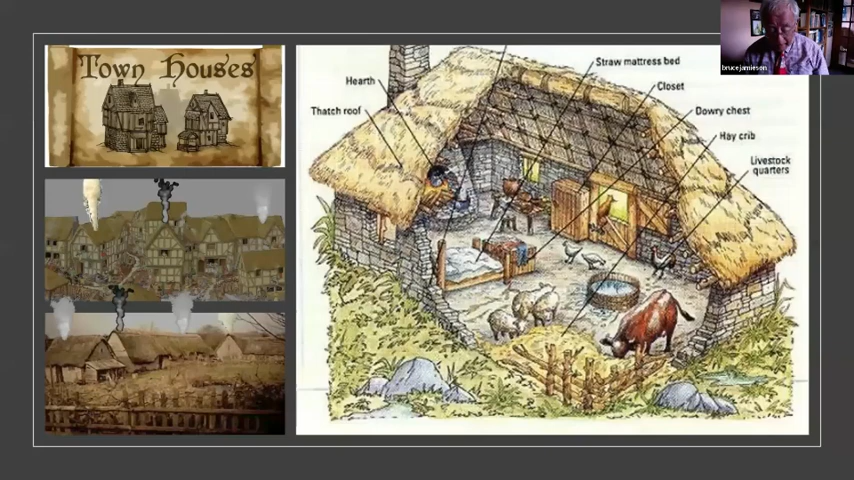 Town Houses
Straw mattress bed
Hearth
Closet
Thatch roof
Dowry chest
Hay crib
Livestock
quarters
brucejamieson